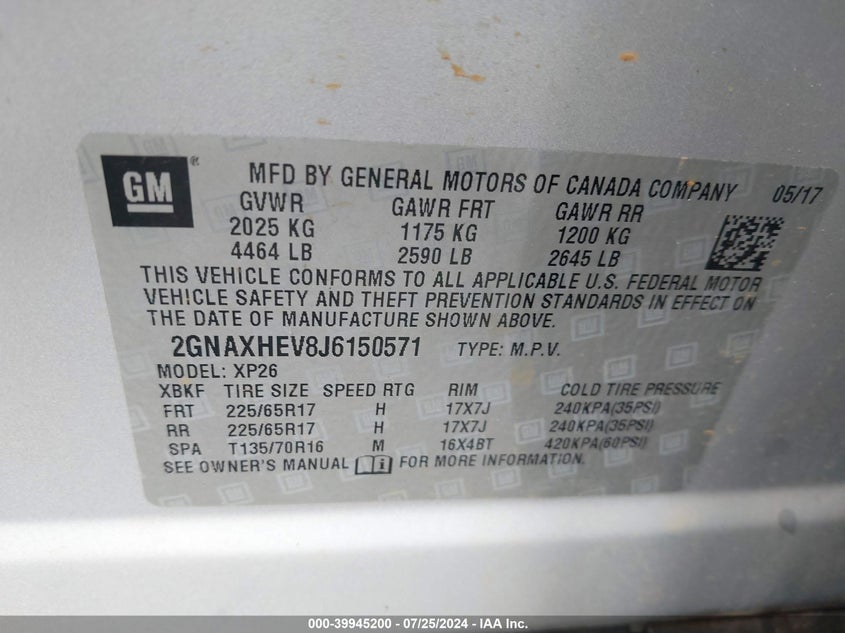 GM®
MFD BY GENERAL MOTORS OF CANADA COMPANY 05/17
GVWR GAWR FRT GAWR RR
2025 KG 1175 KG 1200 KG
4464 LB 2590 LB 2645 LB
THIS VEHICLE CONFORMS TO ALL APPLICABLE U.S. FEDERAL MOTOR
VEHICLE SAFETY AND THEFT PREVENTION STANDARDS IN EFFECT ON
THE DATE OF MANUFACTURE SHOWN ABOVE.
2GNAXHEV8J6150571 TYPE: M.P.V.
MODEL: XP26
XBKF TIRE SIZE SPEED RTG RIM COLD TIRE PRESSURE
FRT 225/65R17 H 17X7J 240KPA(35PSI)
RR 225/65R17 H 17X7J 240KPA(35PSI)
SPA T135/70R16 M 16X4BT 420KPA(60PSI)
SEE OWNER'S MANUAL FOR MORE INFORMATION.
000-39945200 - 07/25/2024 - IAA Inc.